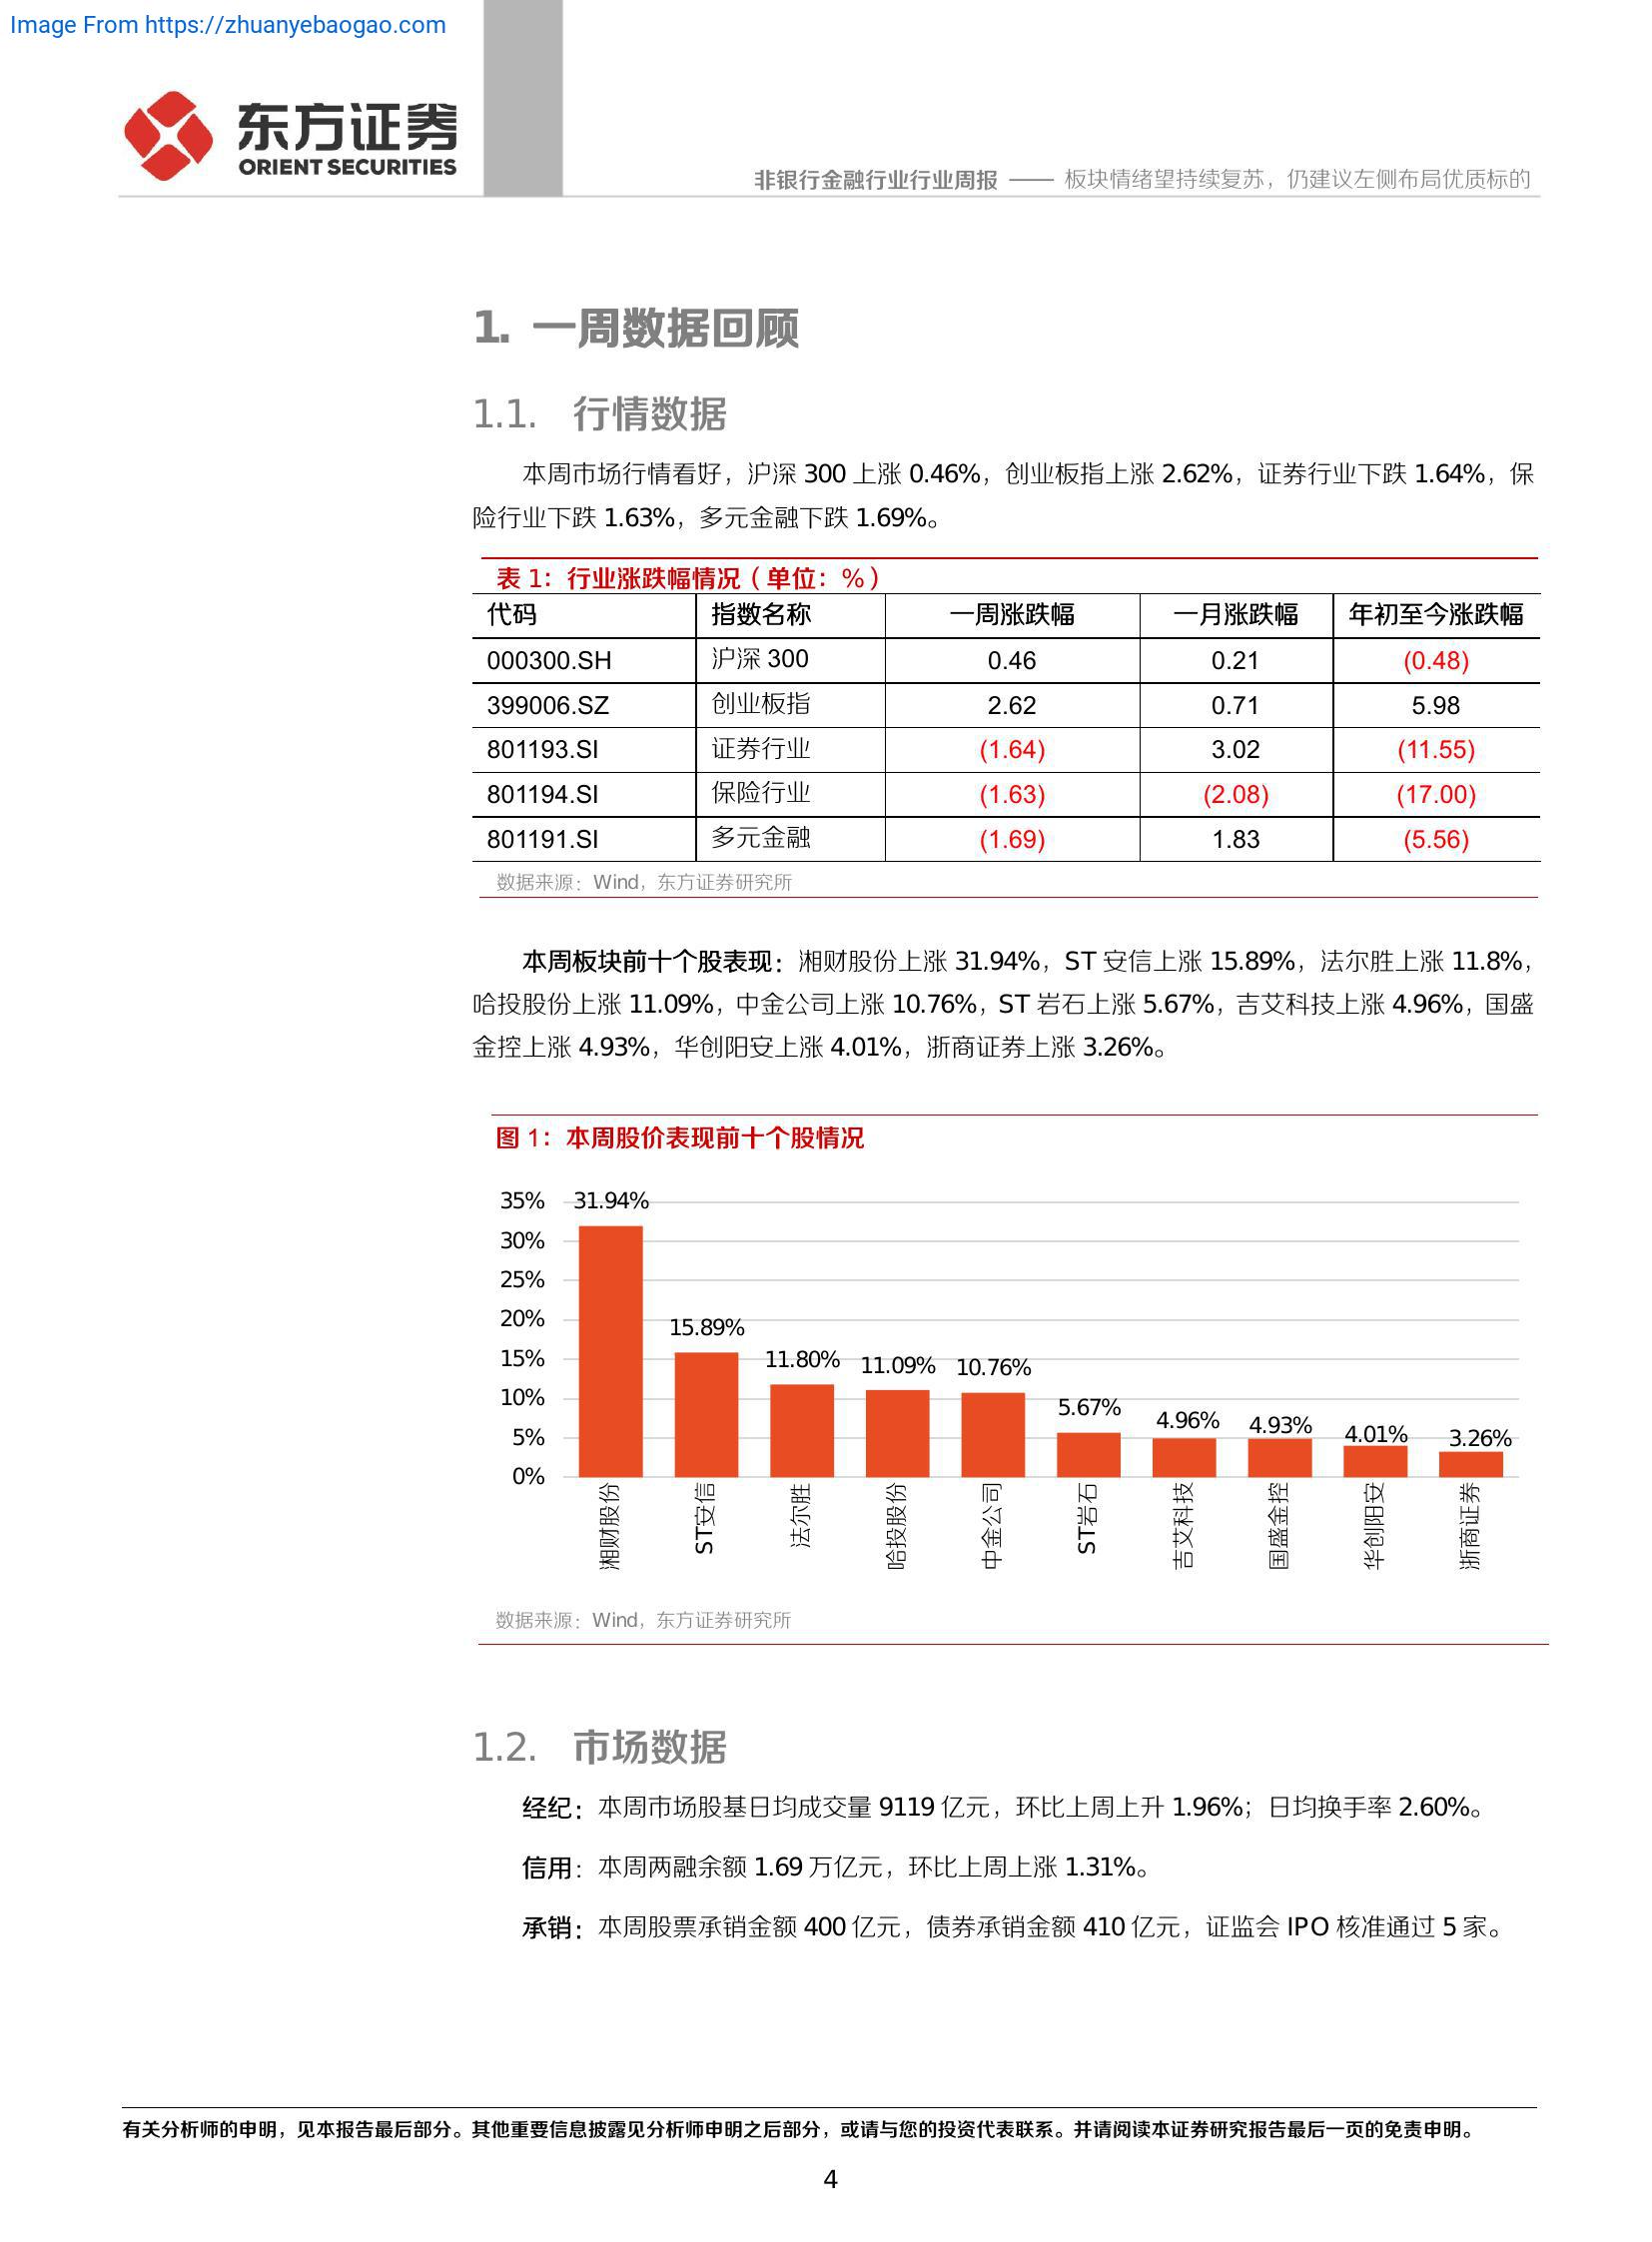 Image From https://zhuanyebaogao.com
东方证券
ORIENT SECURITIES
非银行金融行业行业周报 —— 板块情绪望持续复苏，仍建议左侧布局优质标的
1. 一周数据回顾
1.1. 行情数据
本周市场行情看好，沪深 300 上涨 0.46%，创业板指上涨 2.62%，证券行业下跌 1.64%，保
险行业下跌 1.63%，多元金融下跌 1.69%。
表 1：行业涨跌幅情况（单位：%）
代码 指数名称 一周涨跌幅 一月涨跌幅 年初至今涨跌幅
000300.SH 沪深 300 0.46 0.21 (0.48)
399006.SZ 创业板指 2.62 0.71 5.98
801193.SI 证券行业 (1.64) 3.02 (11.55)
801194.SI 保险行业 (1.63) (2.08) (17.00)
801191.SI 多元金融 (1.69) 1.83 (5.56)
数据来源：Wind，东方证券研究所
本周板块前十个股表现：湘财股份上涨 31.94%，ST 安信上涨 15.89%，法尔胜上涨 11.8%，
哈投股份上涨 11.09%，中金公司上涨 10.76%，ST 岩石上涨 5.67%，吉艾科技上涨 4.96%，国盛
金控上涨 4.93%，华创阳安上涨 4.01%，浙商证券上涨 3.26%。
图 1：本周股价表现前十个股情况
35%
30%
25%
20%
15%
10%
5%
0%
31.94%
15.89%
11.80%
11.09%
10.76%
5.67%
4.96%
4.93%
4.01%
3.26%
湘财股份
ST安信
法尔胜
哈投股份
中金公司
ST岩石
吉艾科技
国盛金控
华创阳安
浙商证券
数据来源：Wind，东方证券研究所
1.2. 市场数据
经纪：本周市场股基日均成交量 9119 亿元，环比上周上升 1.96%；日均换手率 2.60%。
信用：本周两融余额 1.69 万亿元，环比上周上涨 1.31%。
承销：本周股票承销金额 400 亿元，债券承销金额 410 亿元，证监会 IPO 核准通过 5 家。
有关分析师的申明，见本报告最后部分。其他重要信息披露见分析师申明之后部分，或请与您的投资代表联系。并请阅读本证券研究报告最后一页的免责申明。
4